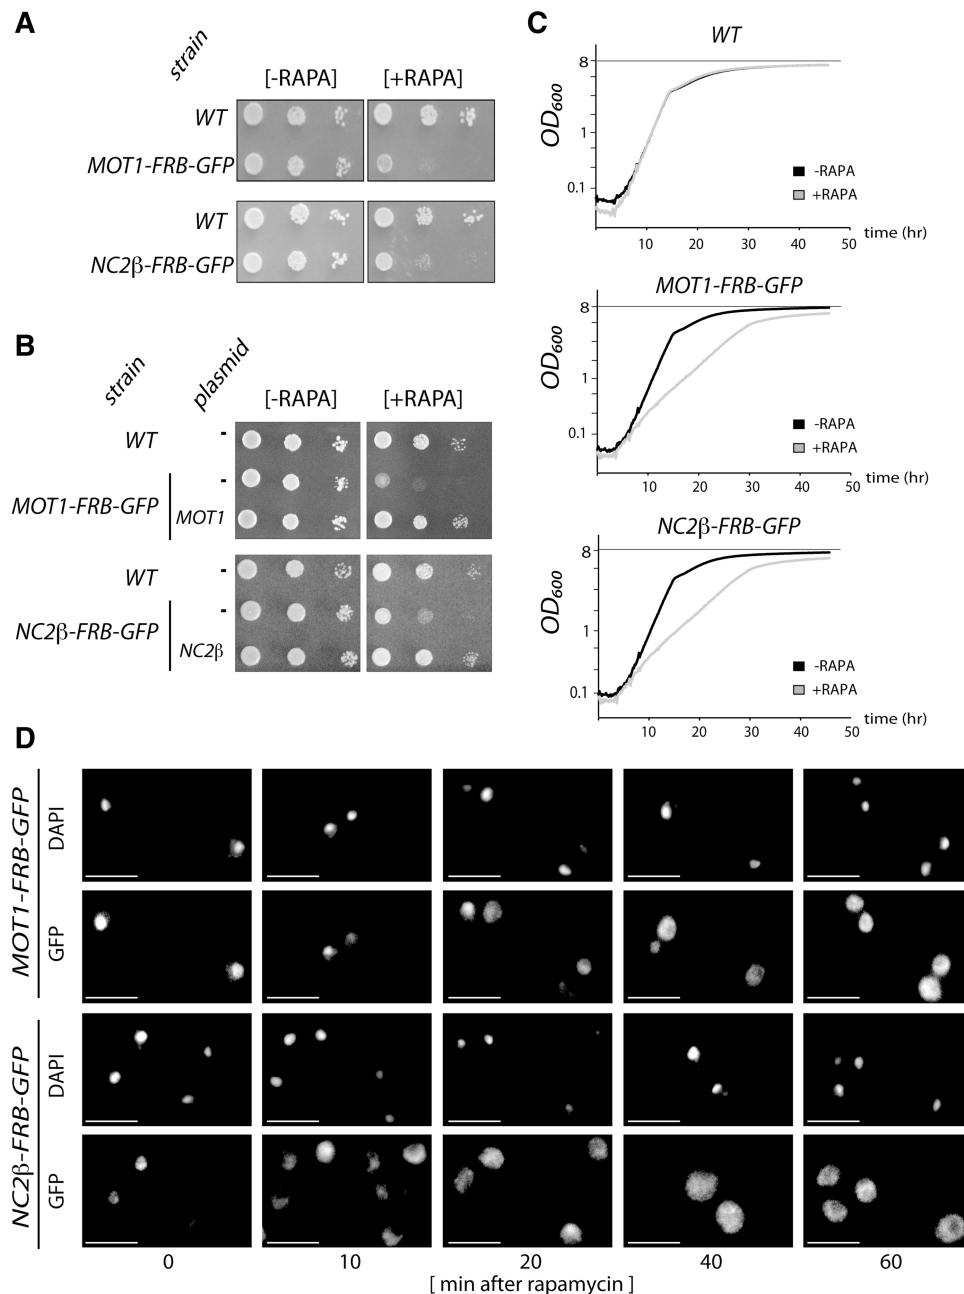 A
strain
[-RAPA]
[+RAPA]
WT
MOT1-FRB-GFP
WT
NC2β-FRB-GFP
B
strain
plasmid
[-RAPA]
[+RAPA]
WT
-
MOT1-FRB-GFP
-
MOT1
WT
-
NC2β-FRB-GFP
-
NC2β
C
WT
OD600
8
1
0.1
-RAPA
+RAPA
10
20
30
40
50
time (hr)
MOT1-FRB-GFP
OD600
8
1
0.1
-RAPA
+RAPA
10
20
30
40
50
time (hr)
NC2β-FRB-GFP
OD600
8
1
0.1
-RAPA
+RAPA
10
20
30
40
50
time (hr)
D
MOT1-FRB-GFP
DAPI
GFP
NC2β-FRB-GFP
DAPI
GFP
0
10
20
40
60
[ min after rapamycin ]